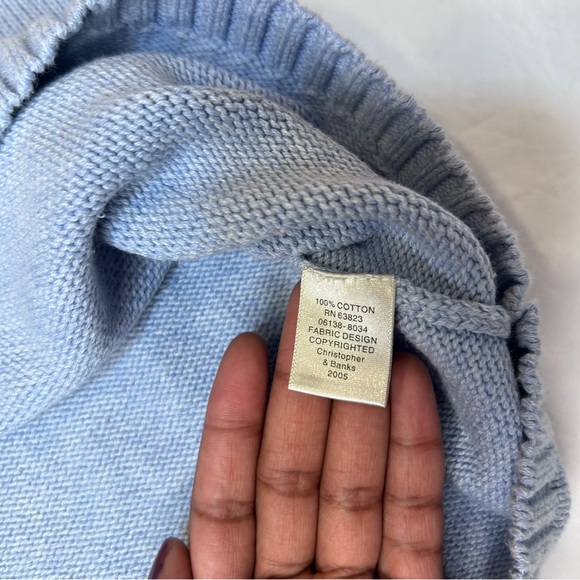 100% COTTON
RN 63823
06138-8034
FABRIC DESIGN
COPYRIGHTED
Christopher
& Banks
2005